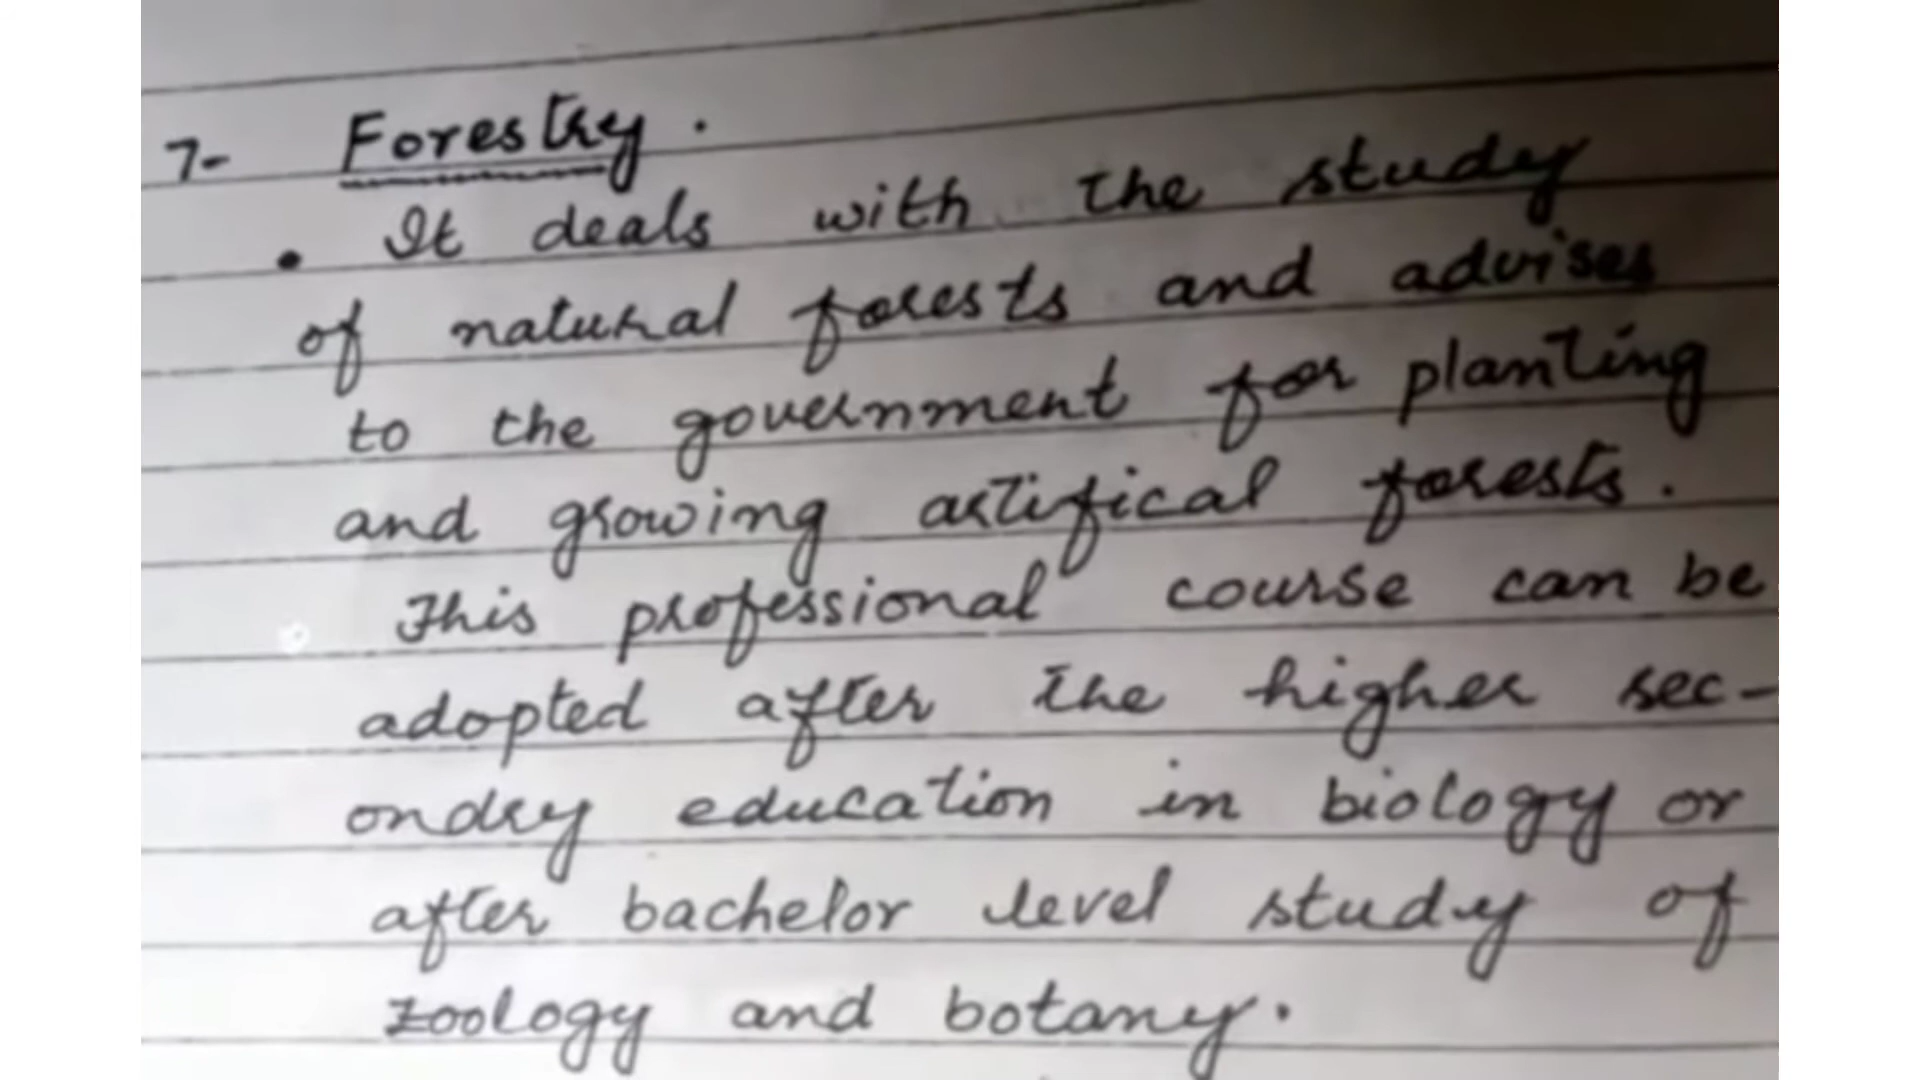 7- Forestry.
• It deals with the study
of natural forests and advises
to the government for planting
and growing artifical forests.
This professional course can be
adopted after the higher sec-
ondry education in biology or
after bachelor level study of
zoology and botany.